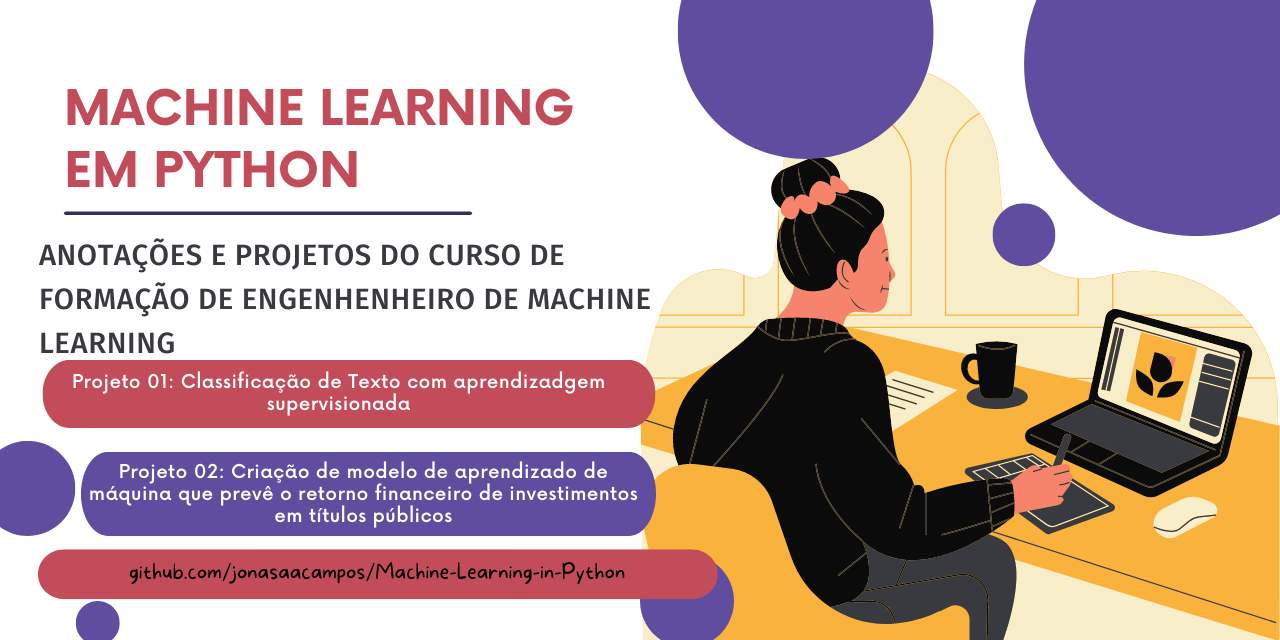 MACHINE LEARNING
EM PYTHON
ANOTAÇÕES E PROJETOS DO CURSO DE
FORMAÇÃO DE ENGENHENHEIRO DE MACHINE
LEARNING
Projeto 01: Classificação de Texto com aprendizadgem
supervisionada
Projeto 02: Criação de modelo de aprendizado de
máquina que prevê o retorno financeiro de investimentos
em títulos públicos
github.com/jonasaacampos/Machine-Learning-in-Python